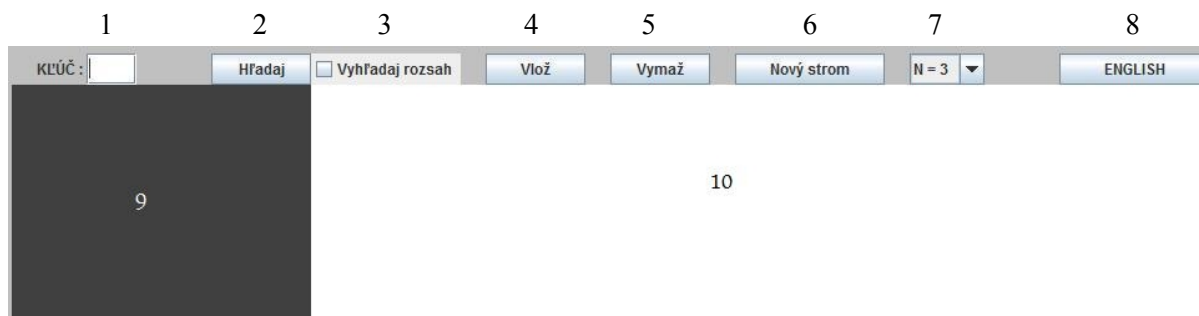 1 2 3 4 5 6 7 8
KĽÚČ : Hľadaj Vyhľadaj rozsah Vlož Vymaž Nový strom N = 3 ENGLISH
10
9